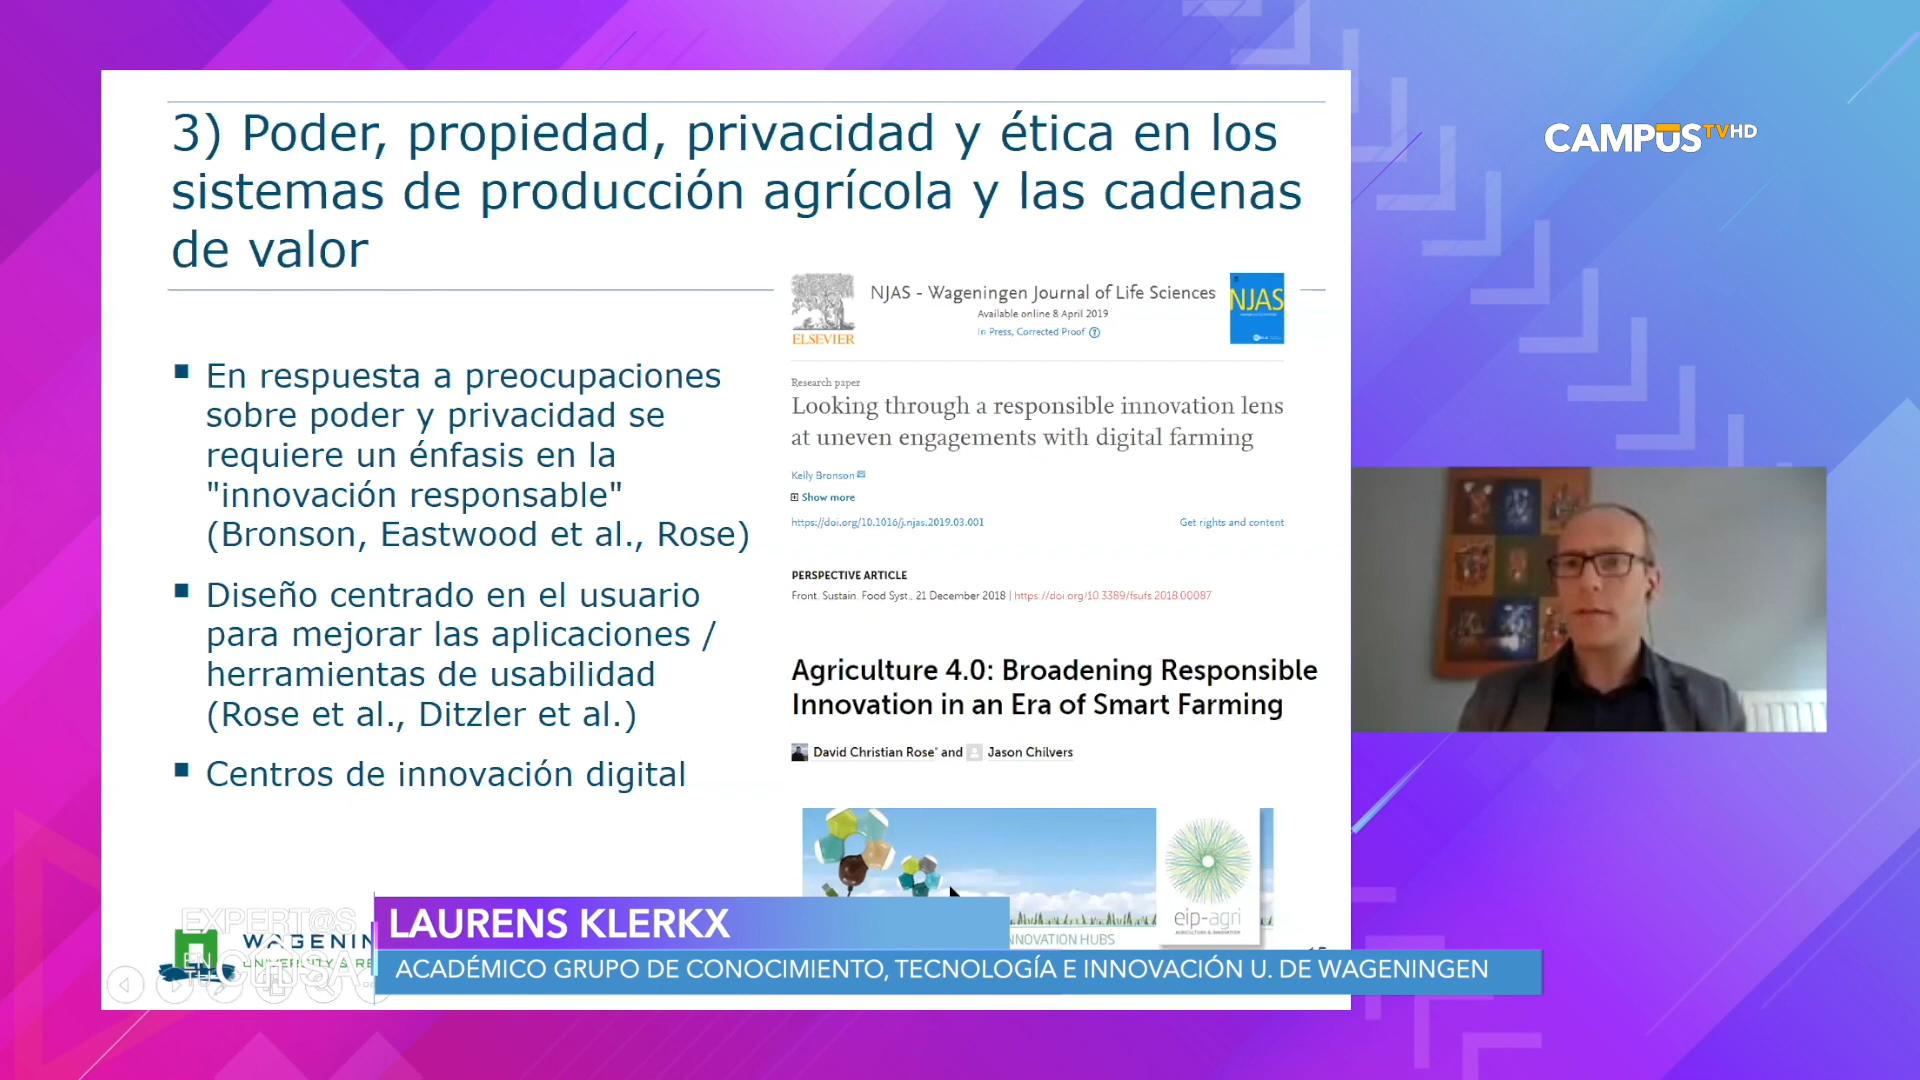 3) Poder, propiedad, privacidad y ética en los
sistemas de producción agrícola y las cadenas
de valor
CAMPUSTVHD
ELSEVIER
NJAS - Wageningen Journal of Life Sciences
Available online 8 April 2019
In Press, Corrected Proof
NJAS
En respuesta a preocupaciones
sobre poder y privacidad se
requiere un énfasis en la
"innovación responsable"
(Bronson, Eastwood et al., Rose)
Diseño centrado en el usuario
para mejorar las aplicaciones /
herramientas de usabilidad
(Rose et al., Ditzler et al.)
Centros de innovación digital
Research paper
Looking through a responsible innovation lens
at uneven engagements with digital farming
Kelly Bronson
Show more
https://doi.org/10.1016/j.njas.2019.03.001
Get rights and content
PERSPECTIVE ARTICLE
Front. Sustain. Food Syst., 21 December 2018 | https://doi.org/10.3389/fsufs.2018.00087
Agriculture 4.0: Broadening Responsible
Innovation in an Era of Smart Farming
David Christian Rose* and Jason Chilvers
eip-agri
AGRICULTURE & INNOVATION
NNOVATION HUBS
EXPERT@S
EN
WAGENIN
UNIVERSITY & RE
LAURENS KLERKX
ACADÉMICO GRUPO DE CONOCIMIENTO, TECNOLOGÍA E INNOVACIÓN U. DE WAGENINGEN